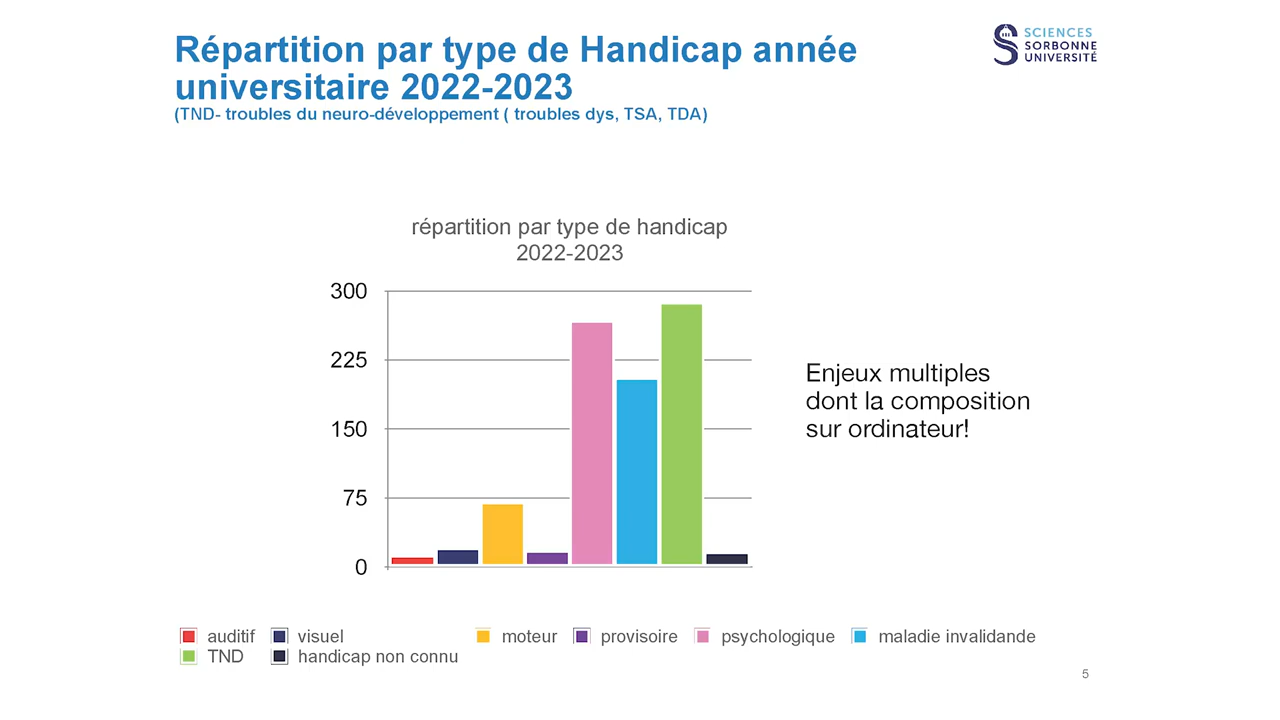 Répartition par type de Handicap année
universitaire 2022-2023
(TND- troubles du neuro-développement ( troubles dys, TSA, TDA)
SCIENCES
SORBONNE
UNIVERSITÉ
répartition par type de handicap
2022-2023
300
225
150
75
0
Enjeux multiples
dont la composition
sur ordinateur!
auditif visuel moteur provisoire psychologique maladie invalidante
TND handicap non connu
5